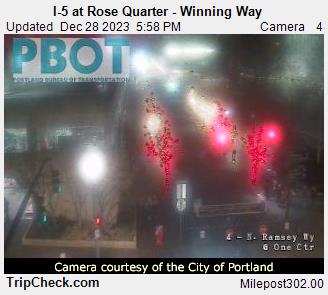 I-5 at Rose Quarter - Winning Way
Updated Dec 28 2023 5:58 PM Camera 4
PBOT
PORTLAND BUREAU OF TRANSPORTATION
4 - N. Ramsey Wy
@ One Ctr
Camera courtesy of the City of Portland
TripCheck.com Milepost302.00